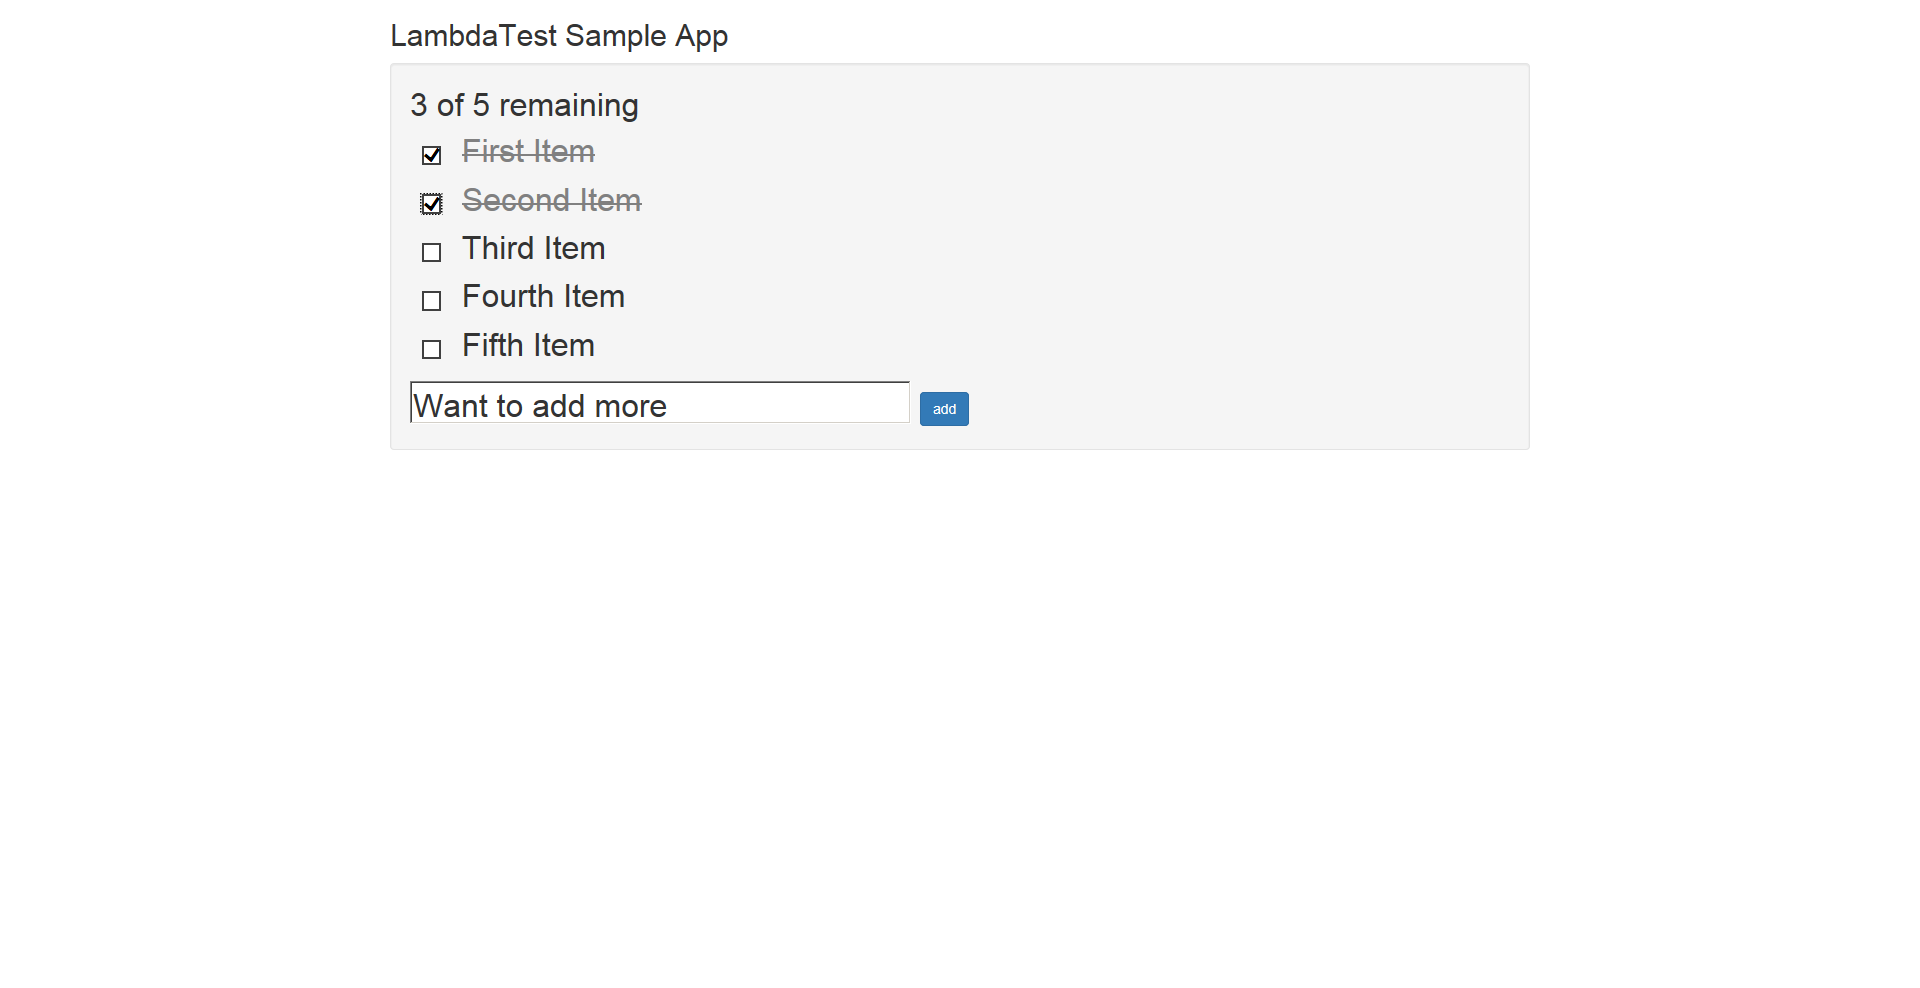 LambdaTest Sample App
3 of 5 remaining
First Item
Second Item
Third Item
Fourth Item
Fifth Item
Want to add more
add